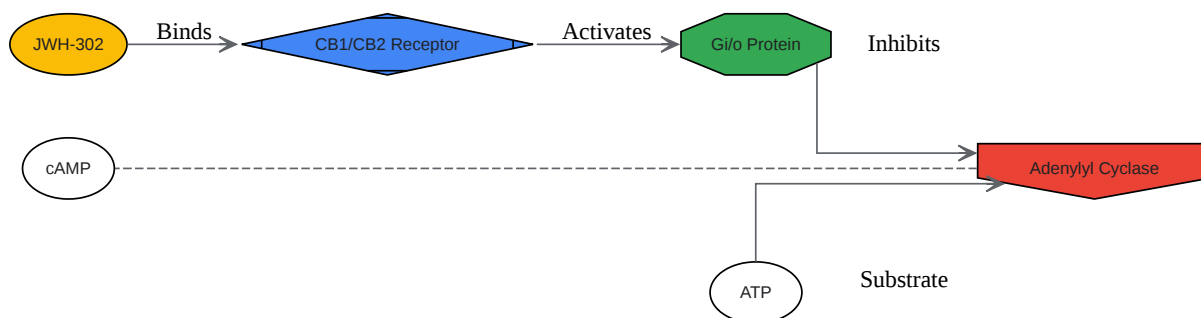 JWH-302
Binds
CB1/CB2 Receptor
Activates
Gi/o Protein
Inhibits
cAMP
Adenylyl Cyclase
ATP
Substrate